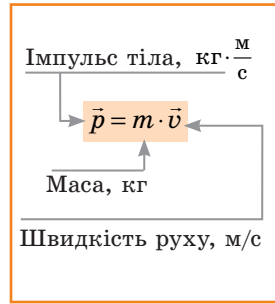 Імпульс тіла, кг · м/с
p⃗ = m · v⃗
Маса, кг
Швидкість руху, м/с